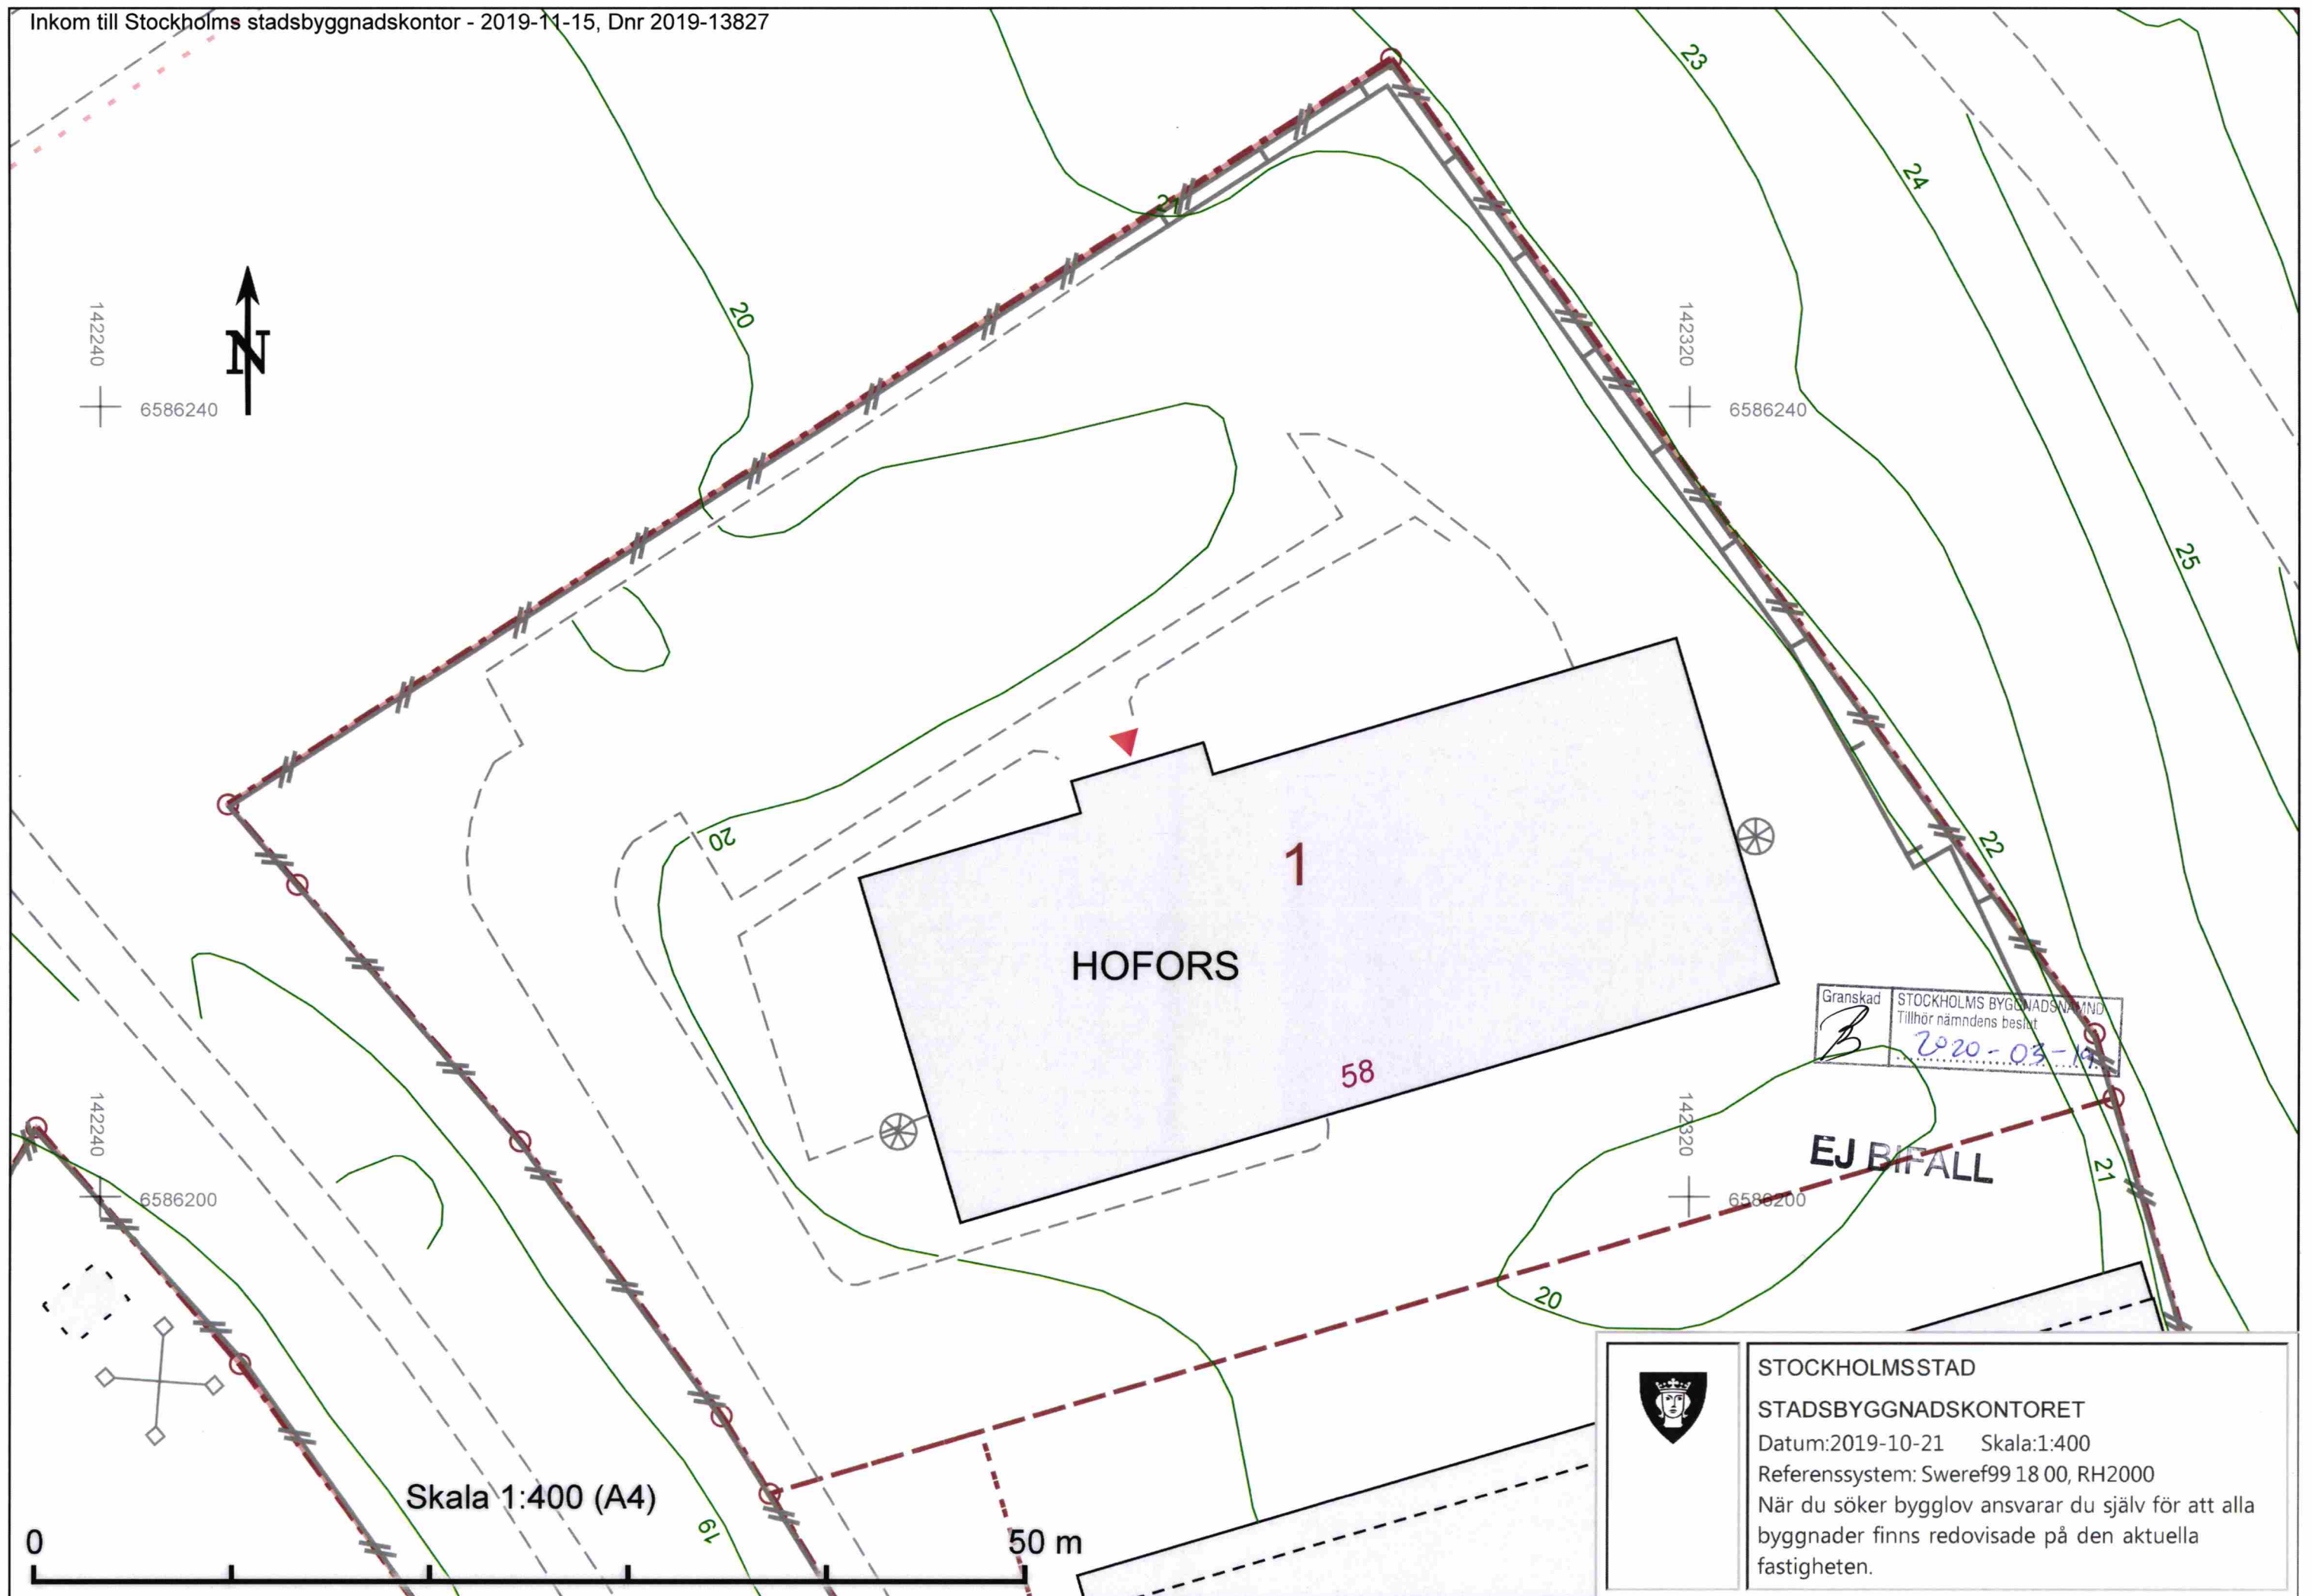 Inkom till Stockholms stadsbyggnadskontor - 2019-11-15, Dnr 2019-13827
23
24
21
20
142240
142320
N
6586240
6586240
25
20
22
1
HOFORS
Granskad
STOCKHOLMS BYGGNADSNÄMND
Tillhör nämndens beslut
2020-03-19
58
142240
142320
EJ BIFALL
21
6586200
6586200
20
STOCKHOLMSSTAD
STADSBYGGNADSKONTORET
Datum:2019-10-21 Skala:1:400
Referenssystem: Sweref99 18 00, RH2000
När du söker bygglov ansvarar du själv för att alla
byggnader finns redovisade på den aktuella
fastigheten.
Skala 1:400 (A4)
19
0
50 m